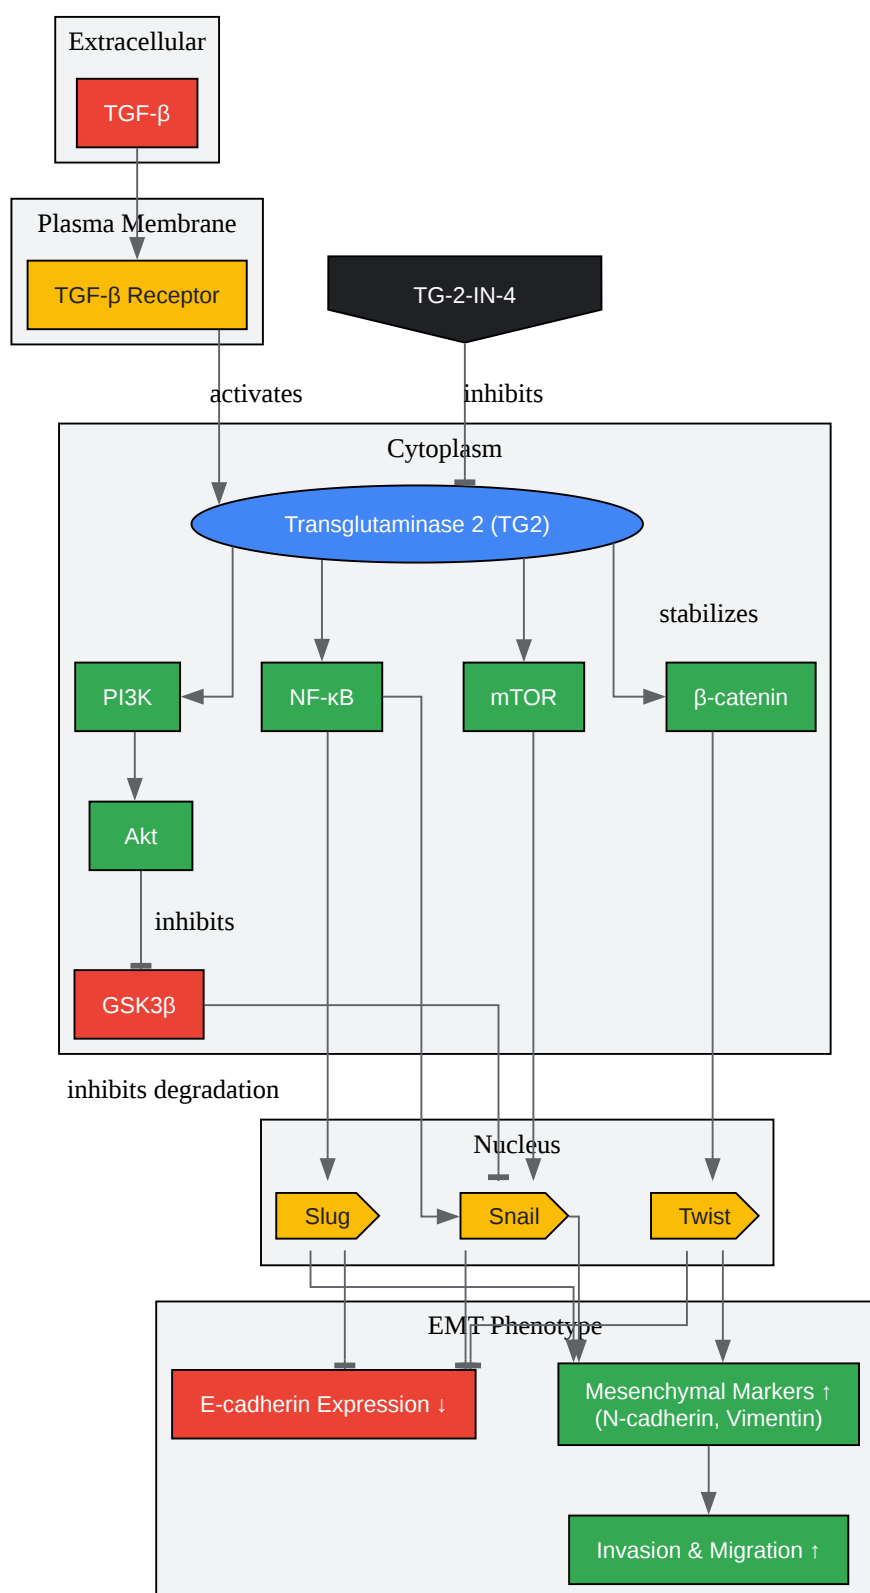 Extracellular
TGF-β
Plasma Membrane
TGF-β Receptor
TG-2-IN-4
activates
inhibits
Cytoplasm
Transglutaminase 2 (TG2)
stabilizes
PI3K
NF-κB
mTOR
β-catenin
Akt
inhibits
GSK3β
inhibits degradation
Nucleus
Slug
Snail
Twist
EMT Phenotype
E-cadherin Expression ↓
Mesenchymal Markers ↑
(N-cadherin, Vimentin)
Invasion & Migration ↑